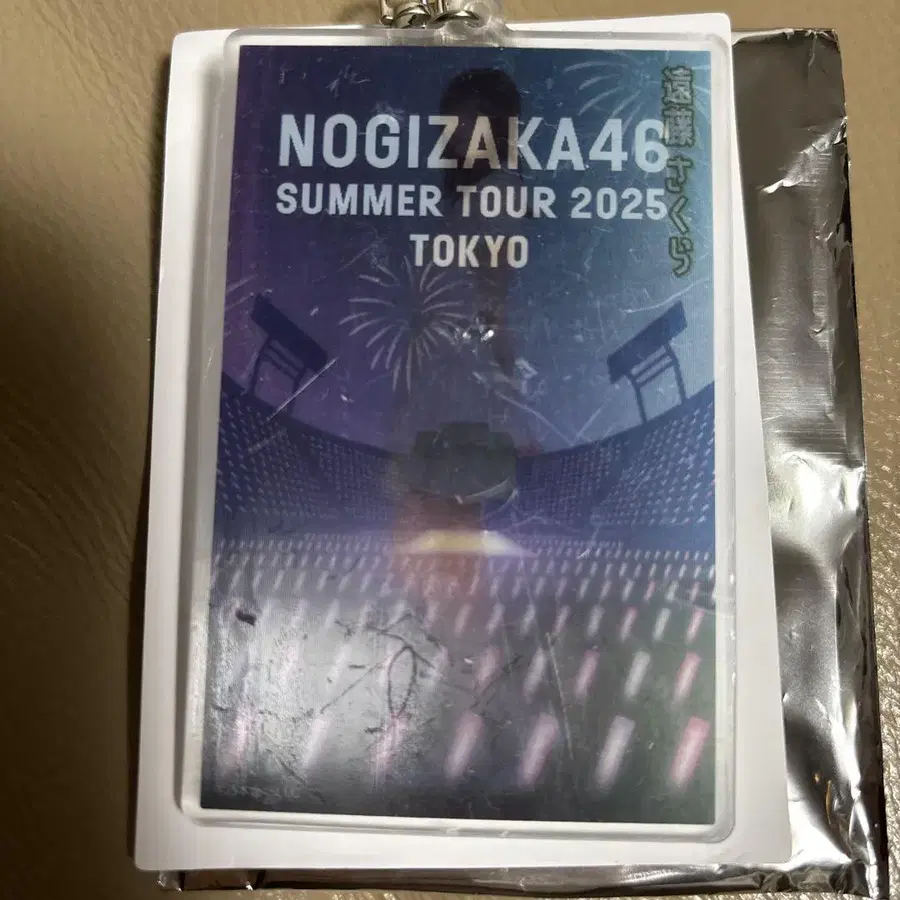 NOGIZAKA46
SUMMER TOUR 2025
TOKYO
遠藤さくら